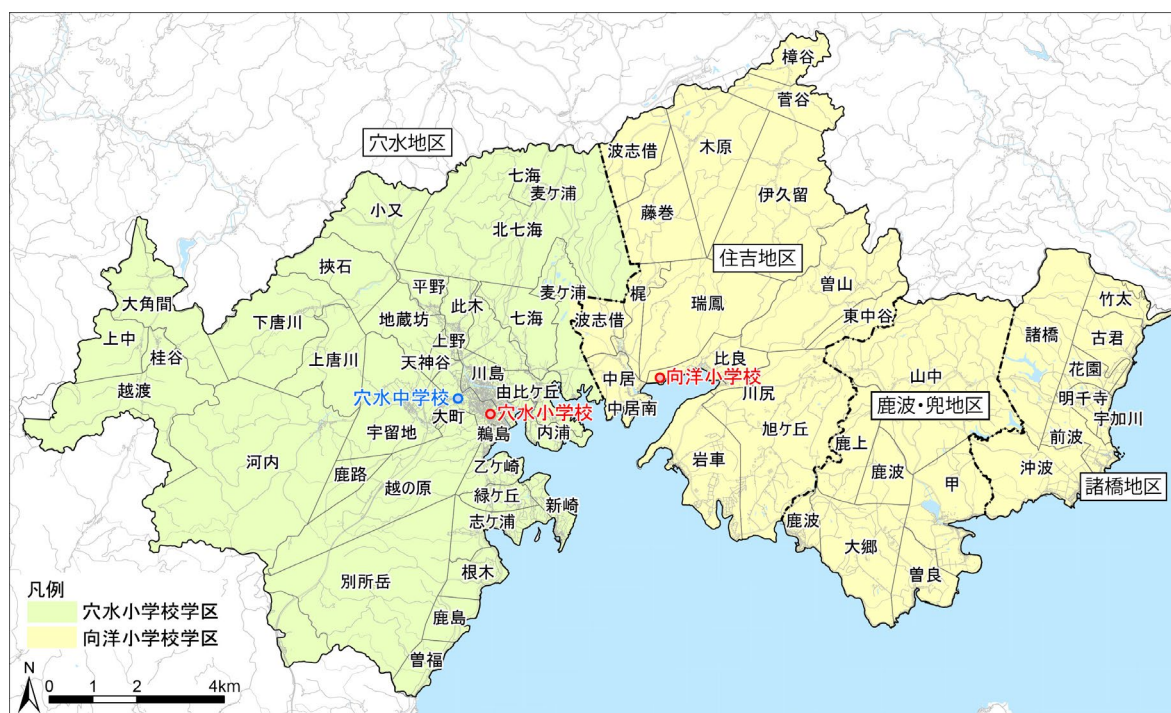 樟谷
菅谷
穴水地区
波志借
木原
七海
麦ケ浦
伊久留
小又
藤巻
北七海
住吉地区
挾石
平野
梶
曽山
大角間
此木
麦ケ浦
瑞鳳
竹太
下唐川
地蔵坊
七海
波志借
東中谷
諸橋
古君
上中
上野
桂谷
上唐川
天神谷
川島
比良
花園
越渡
由比ケ丘
中居
向洋小学校
山中
穴水中学校
川尻
明千寺
大町
穴水小学校
中居南
鹿波・兜地区
宇加川
宇留地
鵜島
内浦
旭ケ丘
鹿上
前波
河内
鹿路
乙ケ崎
岩車
鹿波
沖波
越の原
緑ケ丘
新崎
甲
諸橋地区
志ケ浦
鹿波
大郷
別所岳
根木
曽良
鹿島
曽福
凡例
穴水小学校学区
向洋小学校学区
N
0 1 2 4km